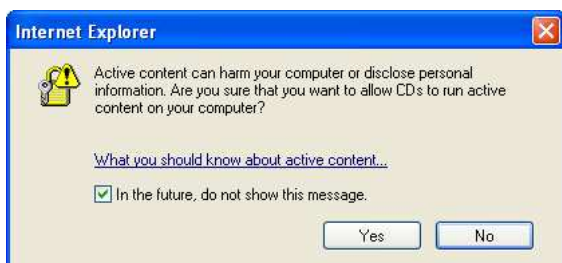 Internet Explorer
Active content can harm your computer or disclose personal
information. Are you sure that you want to allow CDs to run active
content on your computer?
What you should know about active content...
In the future, do not show this message.
Yes
No